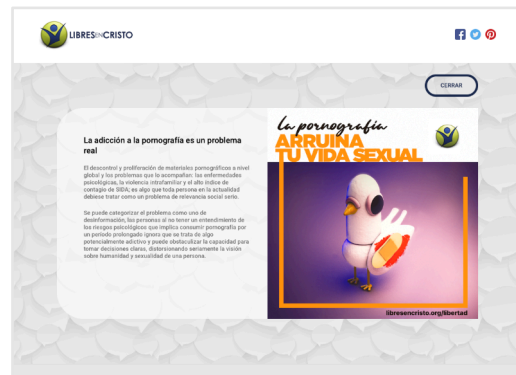 LIBRESENCRISTO
CERRAR
La adicción a la pornografía es un problema
real
El descontrol y proliferación de materiales pornográficos a nivel
global y los problemas que lo acompañan: las enfermedades
psicológicas, la violencia intrafamiliar y el alto índice de
contagio de SIDA; es algo que toda persona en la actualidad
debiese tratar como un problema de relevancia social serio.
Se puede categorizar el problema como uno de
desinformación, las personas al no tener un entendimiento de
los riesgos psicológicos que implica consumir pornografía por
un periodo prolongado ignora que se trata de algo
potencialmente adictivo y puede obstaculizar la capacidad para
tomar decisiones claras, distorsionando seriamente la visión
sobre humanidad y sexualidad de una persona.
la pornografía
ARRUINA
TU VIDA SEXUAL
libresencristo.org/libertad